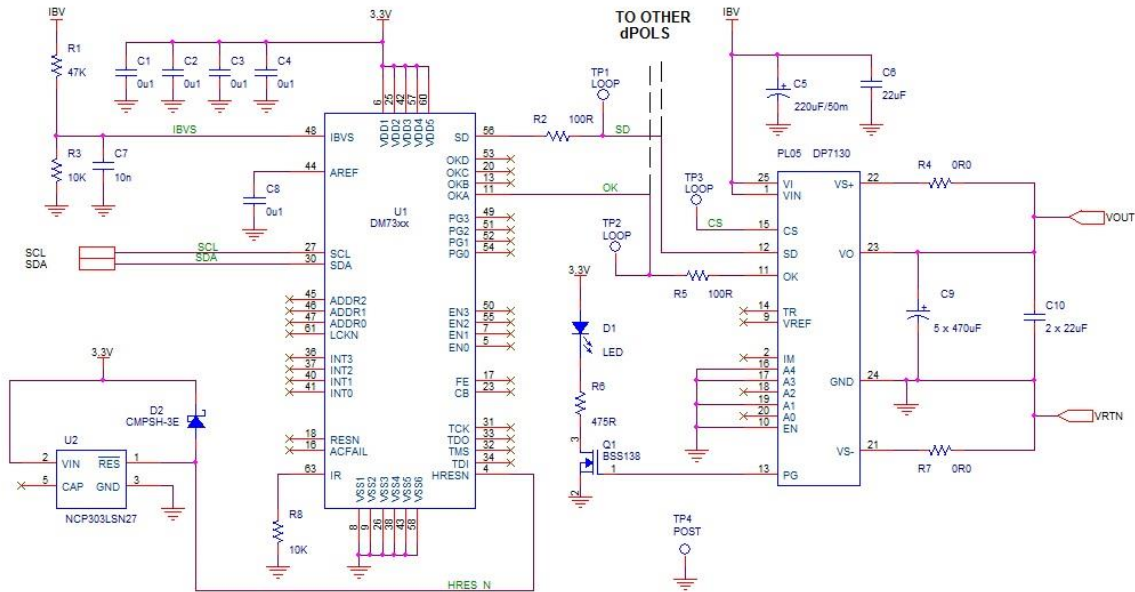 IBV
R1
47K
C1
0u1
C2
0u1
C3
0u1
C4
0u1
3.3V
IBVS
R3
10K
C7
10n
C8
0u1
SCL
SDA
SCL
SDA
3.3V
D2
CMPSH-3E
U2
2
VIN
RES
1
5
CAP
GND
3
NCP303LSN27
R8
10K
HRES_N
U1
DM73xx
6
25
42
57
60
VDD1
VDD2
VDD3
VDD4
VDD5
48
IBVS
44
AREF
27
SCL
30
SDA
45
ADDR2
46
ADDR1
47
ADDR0
61
LCKN
36
INT3
37
INT2
40
INT1
41
INT0
18
RESN
16
ACFAIL
63
IR
VSS1
VSS2
VSS3
VSS4
VSS5
VSS6
8
9
26
38
43
58
SD
56
OKD
53
OKC
20
OKB
13
OKA
11
PG3
49
PG2
51
PG1
52
PG0
54
EN3
50
EN2
55
EN1
7
EN0
5
FE
17
CB
23
TCK
31
TDO
33
TMS
32
TDI
34
HRESN
4
TO OTHER
dPOLS
TP1
LOOP
R2
100R
SD
OK
TP3
LOOP
CS
TP2
LOOP
R5
100R
3.3V
D1
LED
R6
475R
3
Q1
BSS138
1
2
TP4
POST
IBV
C5
220uF/50m
C6
22uF
PL05
DP7130
25
VI
1
VIN
15
CS
12
SD
11
OK
14
TR
9
VREF
2
IM
16
A4
17
A3
18
A2
19
A1
20
A0
10
EN
13
PG
VS+
22
VO
23
GND
24
VS-
21
R4
0R0
VOUT
C9
5 x 470uF
C10
2 x 22uF
VRTN
R7
0R0